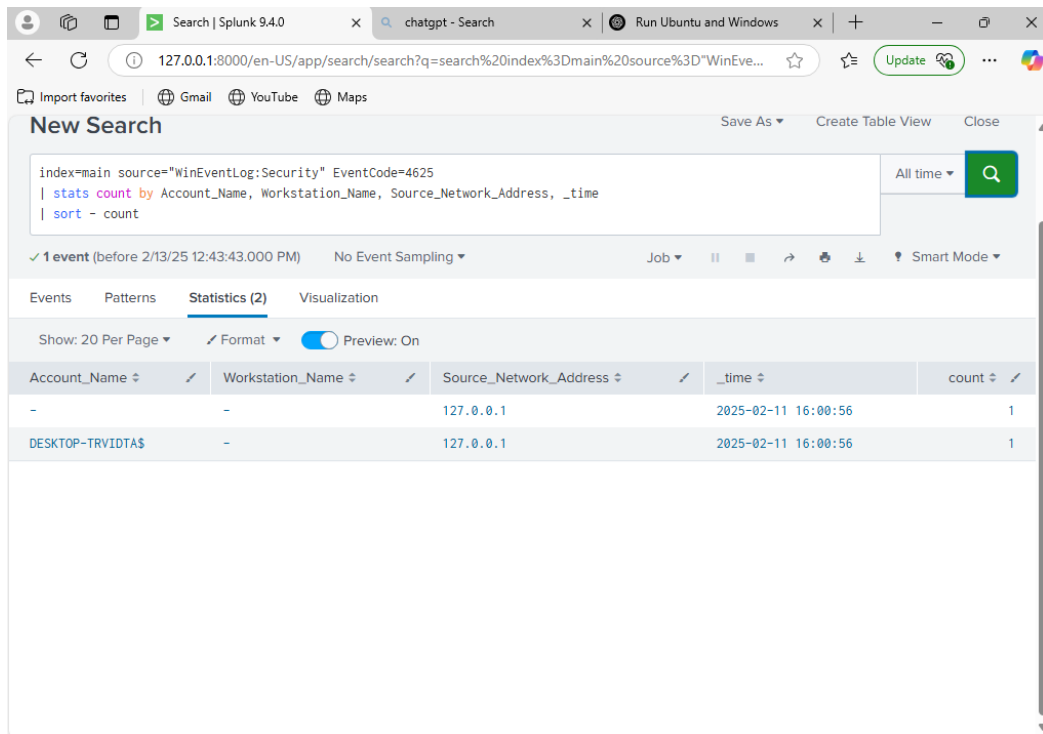 Search | Splunk 9.4.0
chatgpt - Search
Run Ubuntu and Windows
127.0.0.1:8000/en-US/app/search/search?q=search%20index%3Dmain%20source%3D"WinEve...
Update
Import favorites
Gmail
YouTube
Maps
New Search
Save As
Create Table View
Close
index=main source="WinEventLog:Security" EventCode=4625
| stats count by Account_Name, Workstation_Name, Source_Network_Address, _time
| sort - count
All time
✓ 1 event (before 2/13/25 12:43:43.000 PM)
No Event Sampling
Job
Smart Mode
Events
Patterns
Statistics (2)
Visualization
Show: 20 Per Page
Format
Preview: On
Account_Name
Workstation_Name
Source_Network_Address
_time
count
- - 127.0.0.1 2025-02-11 16:00:56 1
DESKTOP-TRVIDTA$ - 127.0.0.1 2025-02-11 16:00:56 1